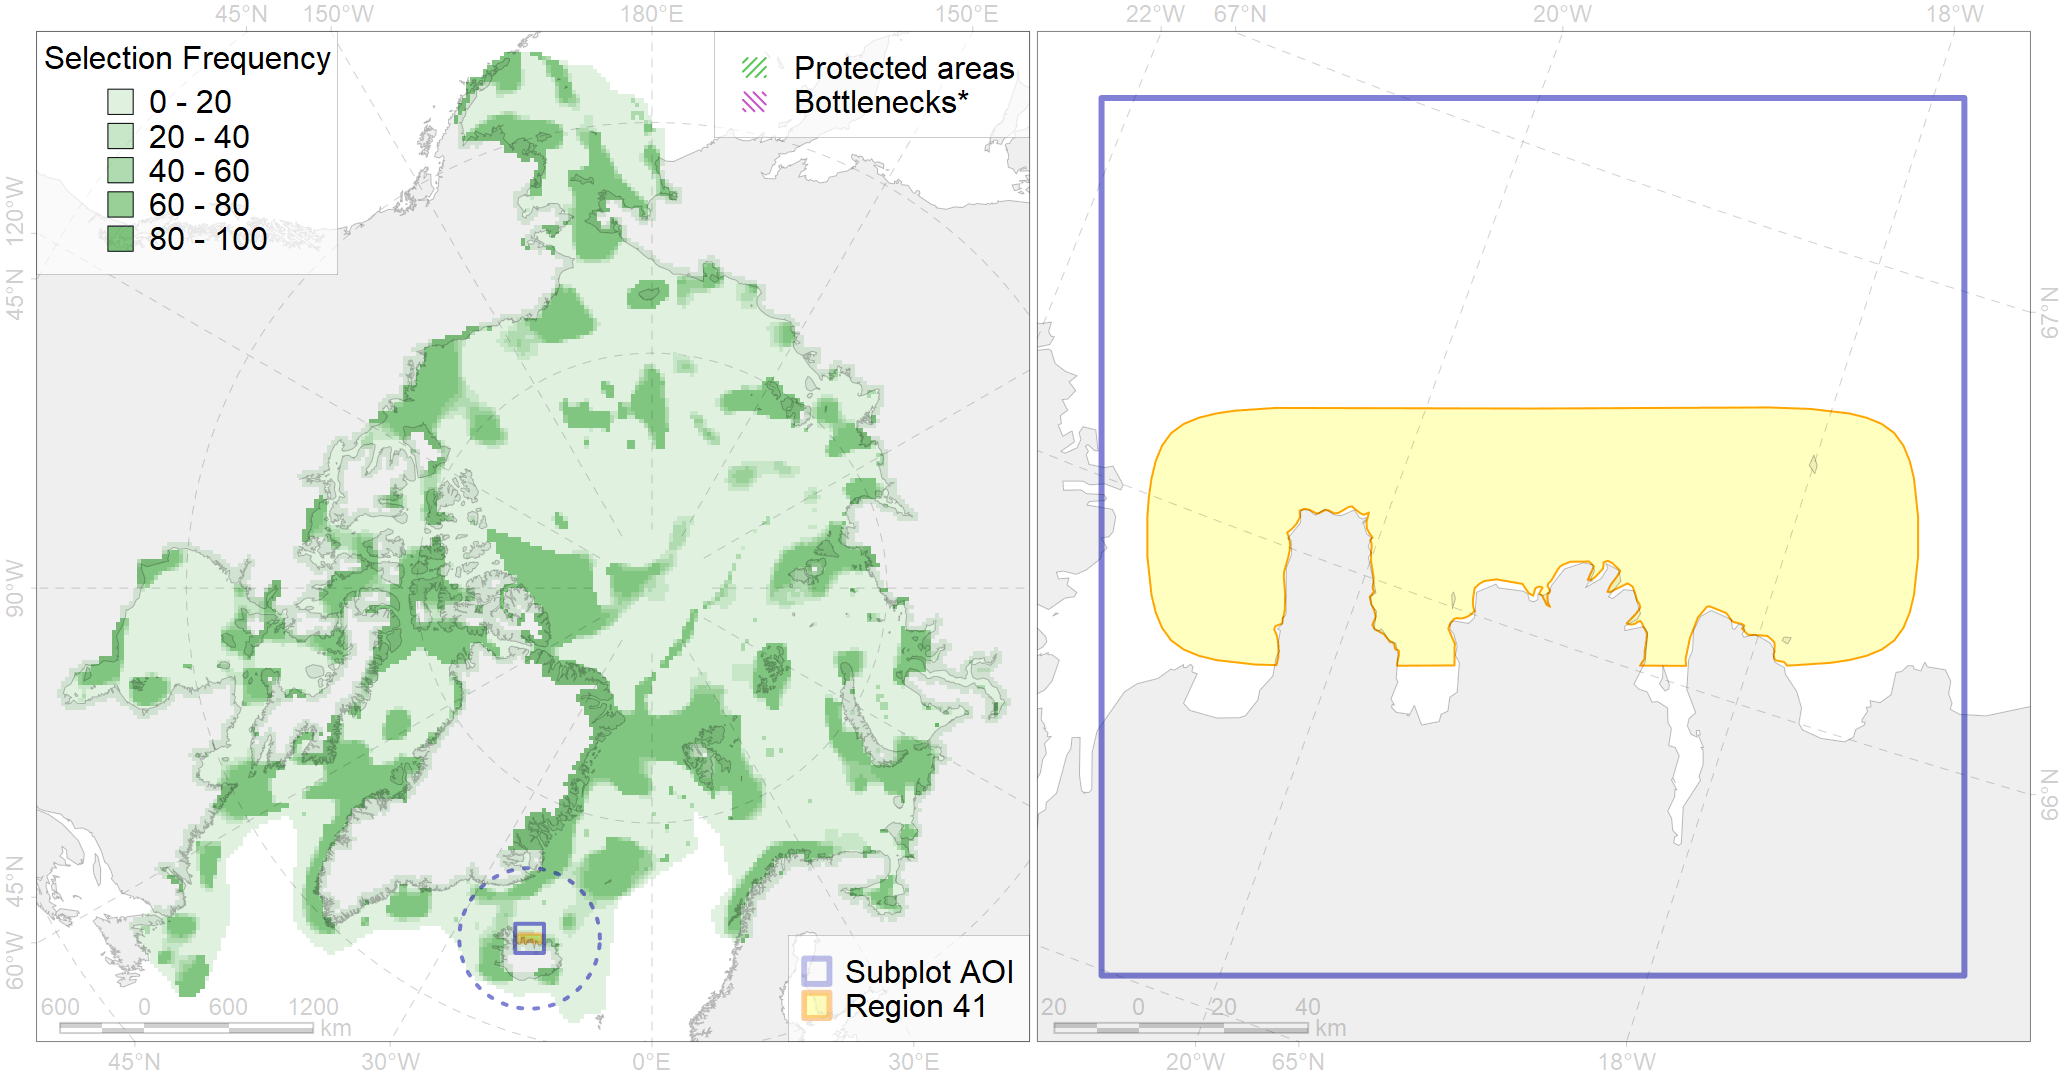 45°N 150°W 180°E 150°E 22°W 67°N 20°W 18°W
Selection Frequency
0 - 20
20 - 40
40 - 60
60 - 80
80 - 100
Protected areas
Bottlenecks*
120°W
45°N
90°W
45°N
60°W
67°N
66°N
Subplot AOI
Region 41
600 0 600 1200 km
20 0 20 40 km
45°N 30°W 0°E 30°E 20°W 65°N 18°W